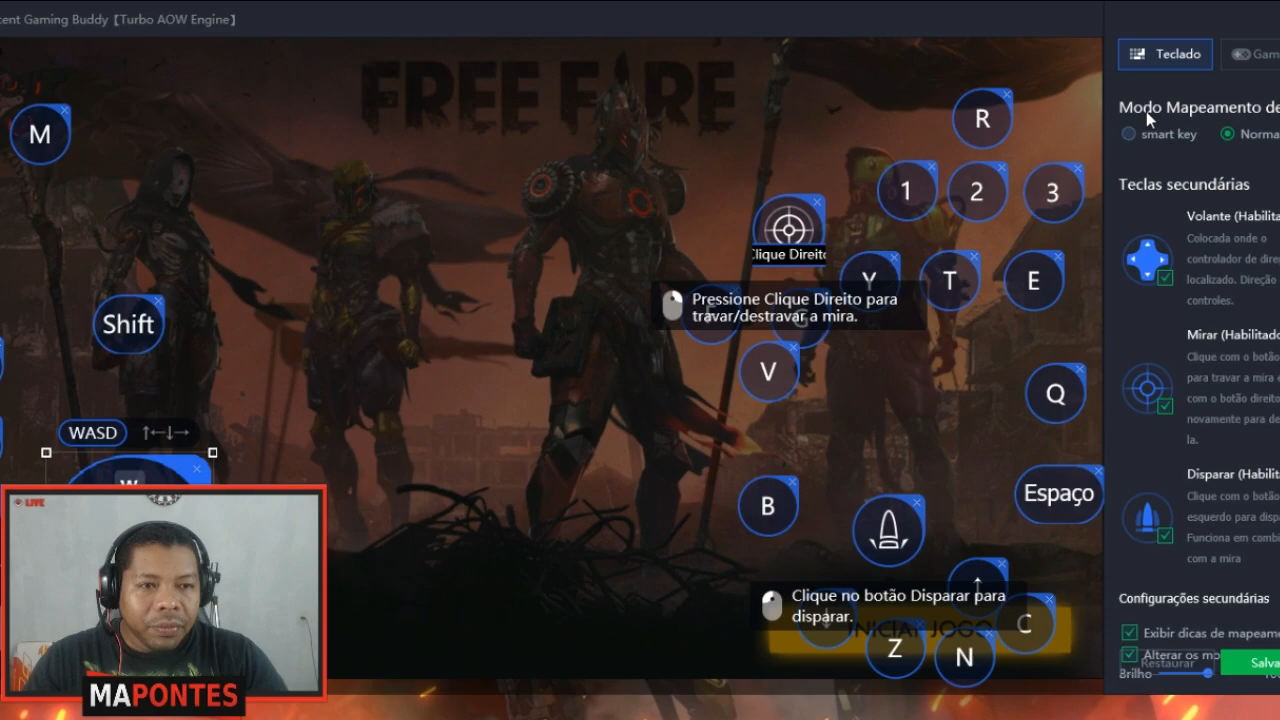 cent Gaming Buddy【Turbo AOW Engine】
Teclado
Gam
FREE FIRE
Modo Mapeamento de
smart key
Norma
M
R
1
2
3
Teclas secundárias
Volante (Habilita
Colocada onde o
controlador de dire
localizado. Direção
controles.
Clique Direito
Y
T
E
Pressione Clique Direito para
travar/destravar a mira.
Shift
Mirar (Habilitado
Clique com o botão
para travar a mira e
com o botão direito
novamente para de
la.
V
Q
WASD
↑←↓→
W
Disparar (Habilit
Clique com o botão
esquerdo para disp
Funciona em combi
com a mira
B
Espaço
LIVE
↑
Clique no botão Disparar para
disparar.
INICIAR JOGO
C
Z
N
Configurações secundárias
Exibir dicas de mapeame
Alterar os mo
Restaurar
Salva
Brilho
MAPONTES